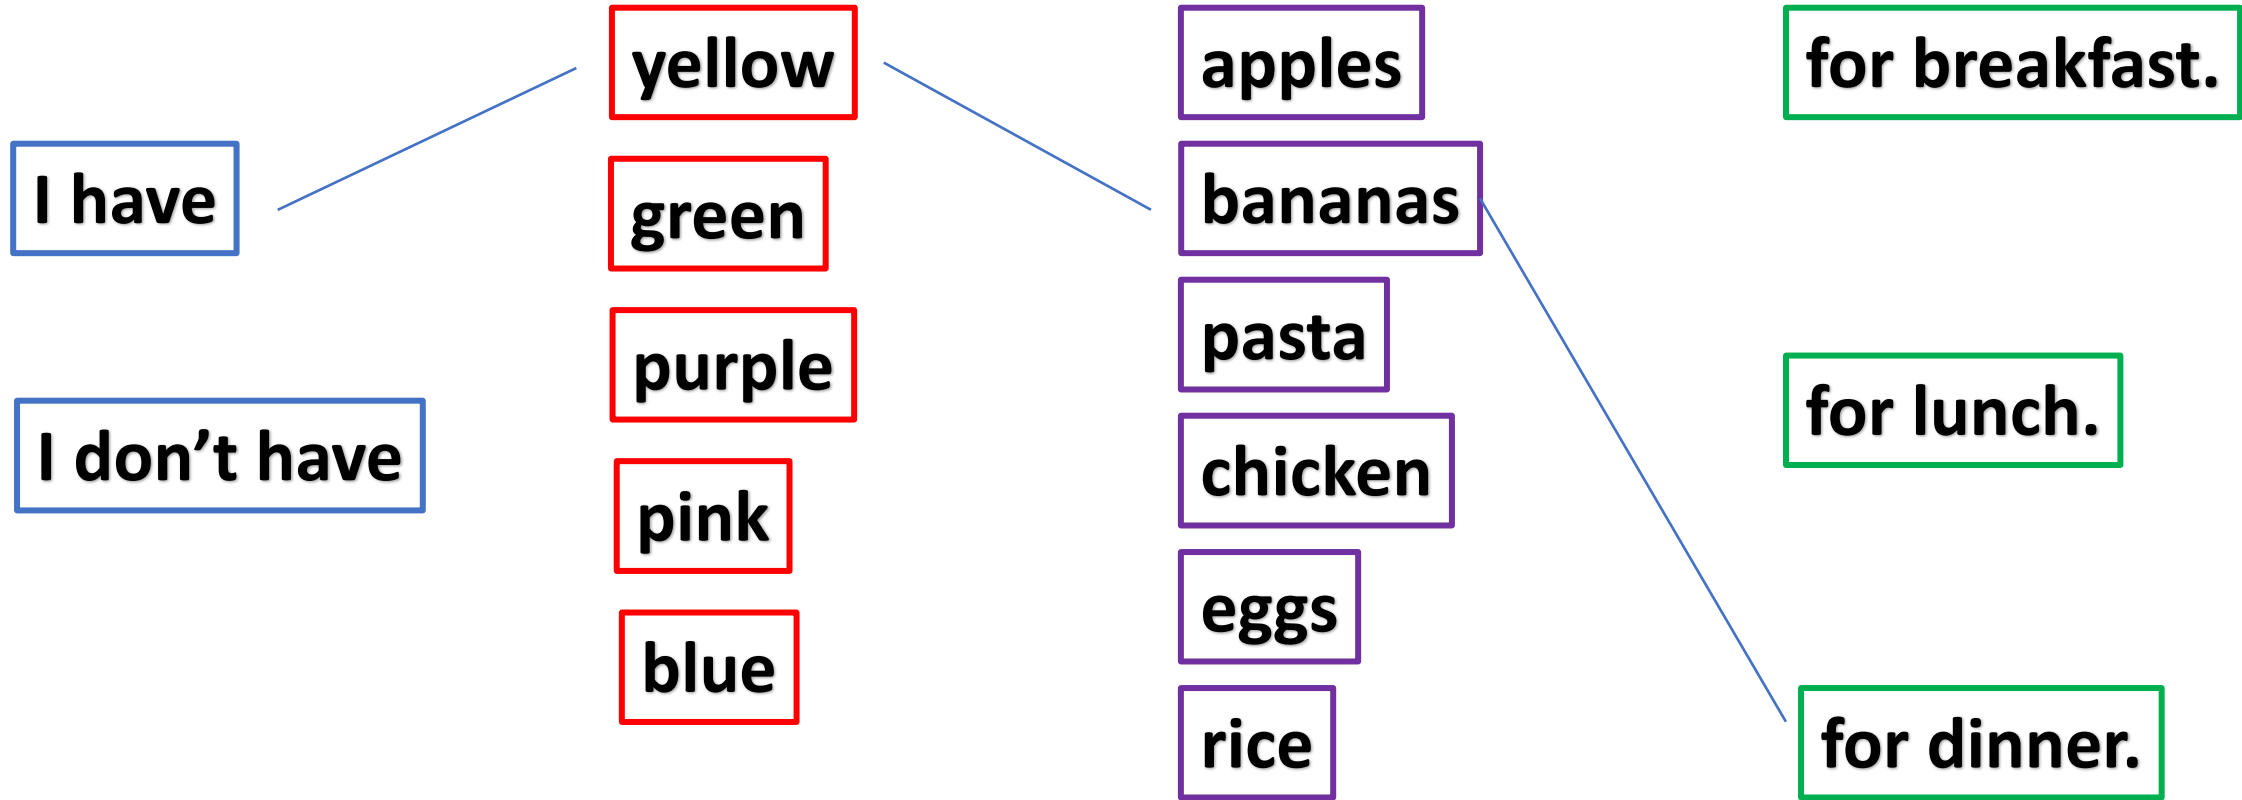 I have
I don’t have
yellow
green
purple
pink
blue
apples
bananas
pasta
chicken
eggs
rice
for breakfast.
for lunch.
for dinner.